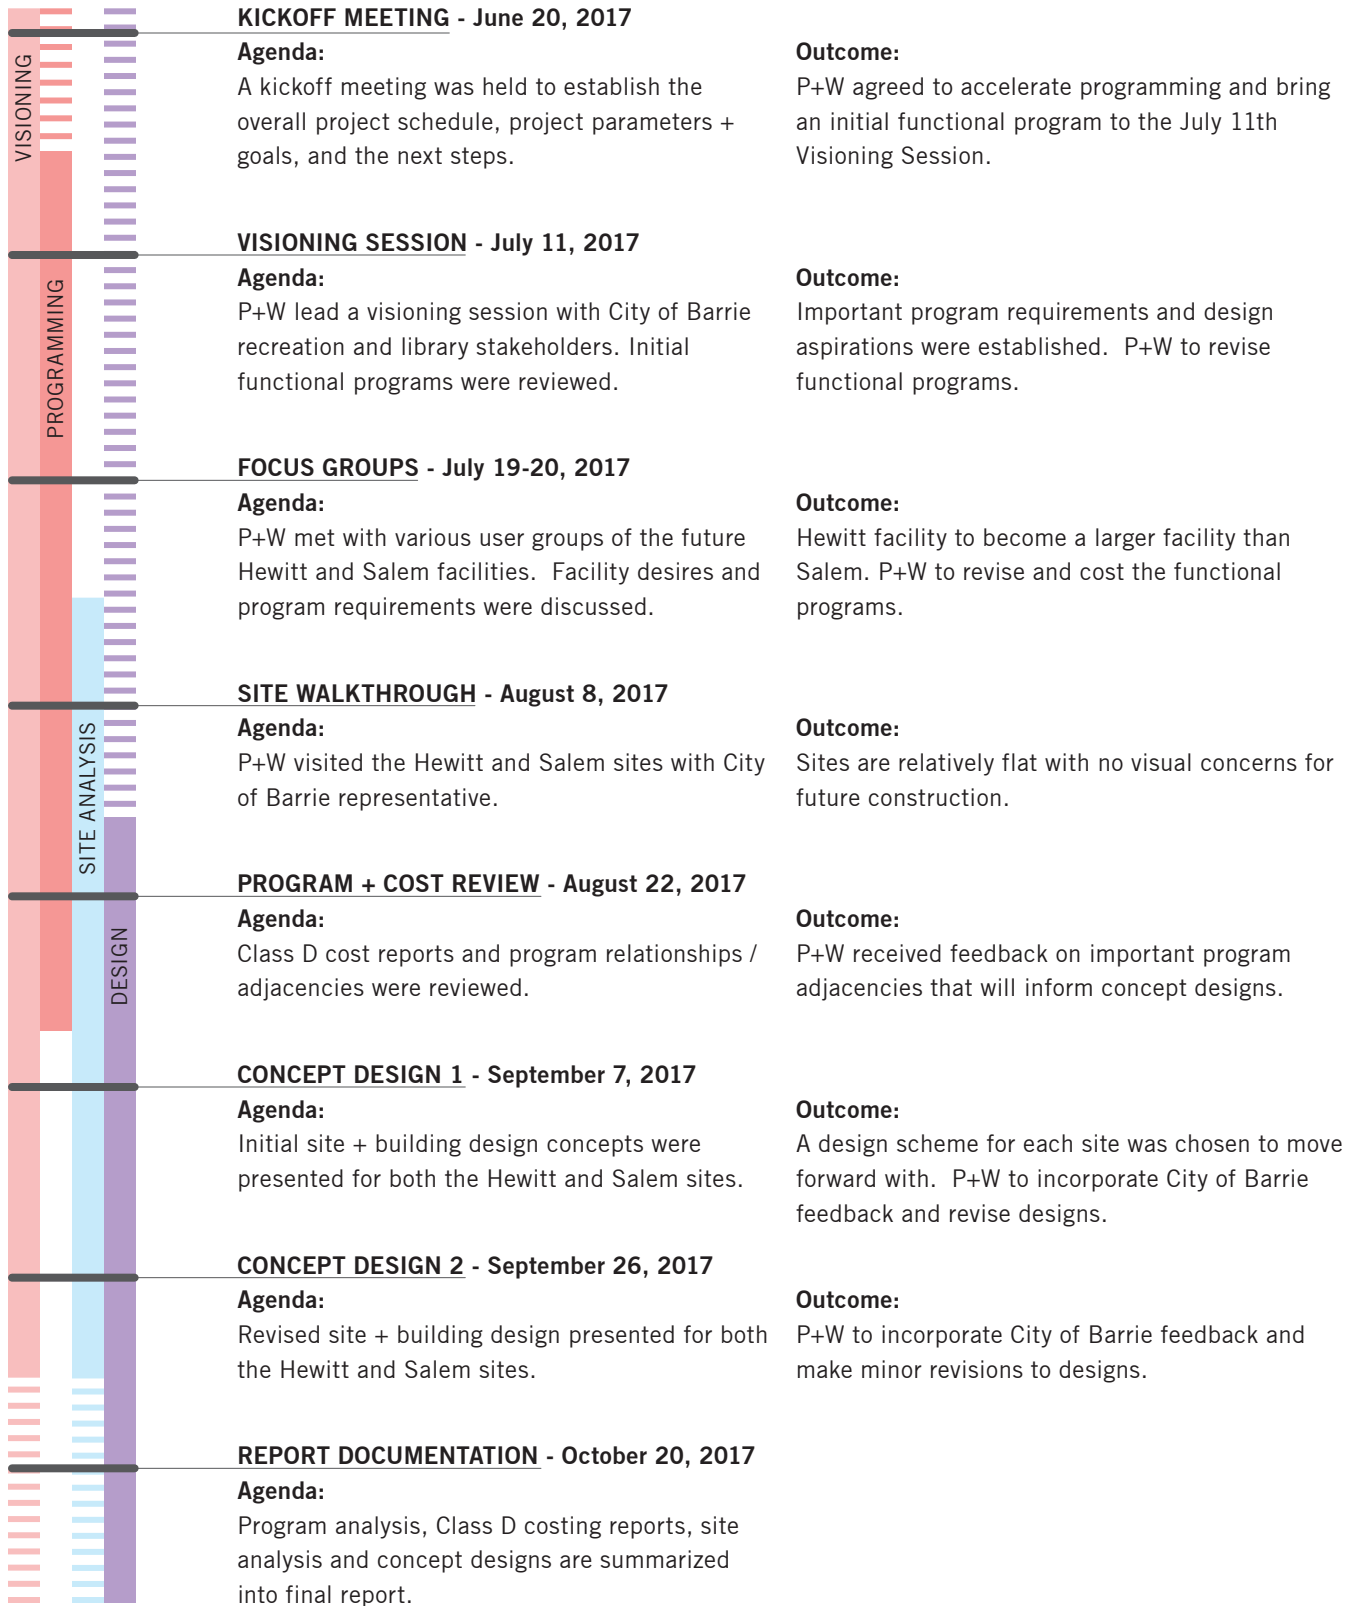 KICKOFF MEETING - June 20, 2017
Agenda:
A kickoff meeting was held to establish the
overall project schedule, project parameters +
goals, and the next steps.
Outcome:
P+W agreed to accelerate programming and bring
an initial functional program to the July 11th
Visioning Session.
VISIONING
VISIONING SESSION - July 11, 2017
Agenda:
P+W lead a visioning session with City of Barrie
recreation and library stakeholders. Initial
functional programs were reviewed.
Outcome:
Important program requirements and design
aspirations were established.  P+W to revise
functional programs.
PROGRAMMING
FOCUS GROUPS - July 19-20, 2017
Agenda:
P+W met with various user groups of the future
Hewitt and Salem facilities.  Facility desires and
program requirements were discussed.
Outcome:
Hewitt facility to become a larger facility than
Salem. P+W to revise and cost the functional
programs.
SITE WALKTHROUGH - August 8, 2017
Agenda:
P+W visited the Hewitt and Salem sites with City
of Barrie representative.
Outcome:
Sites are relatively flat with no visual concerns for
future construction.
SITE ANALYSIS
PROGRAM + COST REVIEW - August 22, 2017
Agenda:
Class D cost reports and program relationships /
adjacencies were reviewed.
Outcome:
P+W received feedback on important program
adjacencies that will inform concept designs.
DESIGN
CONCEPT DESIGN 1 - September 7, 2017
Agenda:
Initial site + building design concepts were
presented for both the Hewitt and Salem sites.
Outcome:
A design scheme for each site was chosen to move
forward with.  P+W to incorporate City of Barrie
feedback and revise designs.
CONCEPT DESIGN 2 - September 26, 2017
Agenda:
Revised site + building design presented for both
the Hewitt and Salem sites.
Outcome:
P+W to incorporate City of Barrie feedback and
make minor revisions to designs.
REPORT DOCUMENTATION - October 20, 2017
Agenda:
Program analysis, Class D costing reports, site
analysis and concept designs are summarized
into final report.